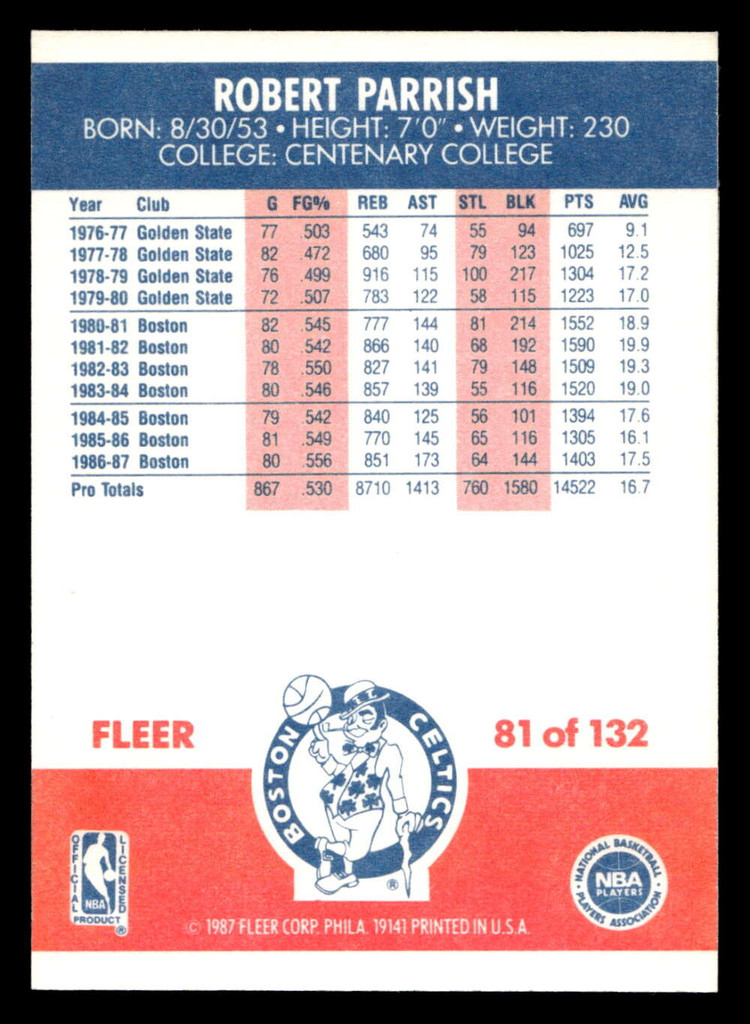 ROBERT PARRISH
BORN: 8/30/53 • HEIGHT: 7'0" • WEIGHT: 230
COLLEGE: CENTENARY COLLEGE
Year Club G FG% REB AST STL BLK PTS AVG
1976-77 Golden State 77 .503 543 74 55 94 697 9.1
1977-78 Golden State 82 .472 680 95 79 123 1025 12.5
1978-79 Golden State 76 .499 916 115 100 217 1304 17.2
1979-80 Golden State 72 .507 783 122 58 115 1223 17.0
1980-81 Boston 82 .545 777 144 81 214 1552 18.9
1981-82 Boston 80 .542 866 140 68 192 1590 19.9
1982-83 Boston 78 .550 827 141 79 148 1509 19.3
1983-84 Boston 80 .546 857 139 55 116 1520 19.0
1984-85 Boston 79 .542 840 125 56 101 1394 17.6
1985-86 Boston 81 .549 770 145 65 116 1305 16.1
1986-87 Boston 80 .556 851 173 64 144 1403 17.5
Pro Totals 867 .530 8710 1413 760 1580 14522 16.7
FLEER
BOSTON CELTICS
®
81 of 132
OFFICIAL LICENSED
NBA
PRODUCT ®
NATIONAL BASKETBALL
NBA
PLAYERS
PLAYERS ASSOCIATION
© 1987 FLEER CORP. PHILA. 19141 PRINTED IN U.S.A.